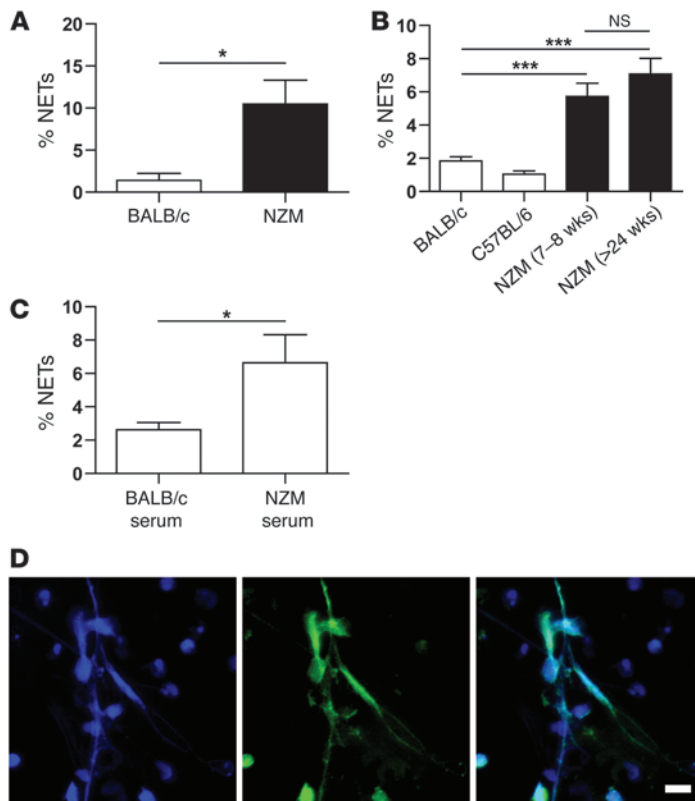 A
% NETs
20
15
10
5
0
*
BALB/c
NZM
B
% NETs
10
8
6
4
2
0
NS
***
***
BALB/c
C57BL/6
NZM (7–8 wks)
NZM (>24 wks)
C
% NETs
10
8
6
4
2
0
*
BALB/c
serum
NZM
serum
D